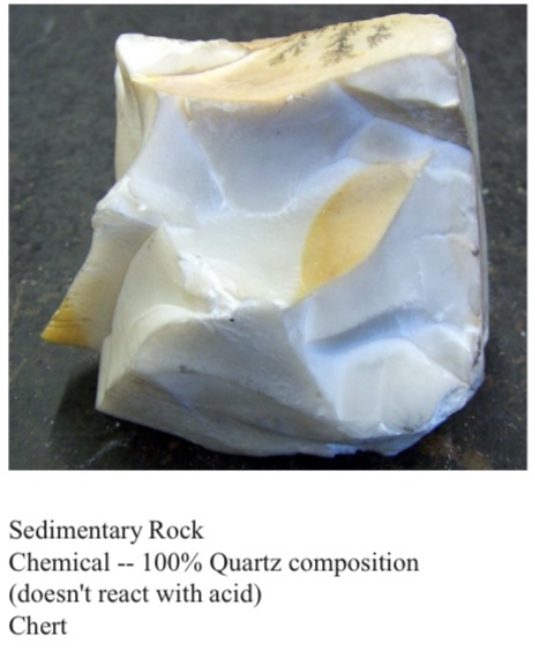 Sedimentary Rock
Chemical -- 100% Quartz composition
(doesn't react with acid)
Chert